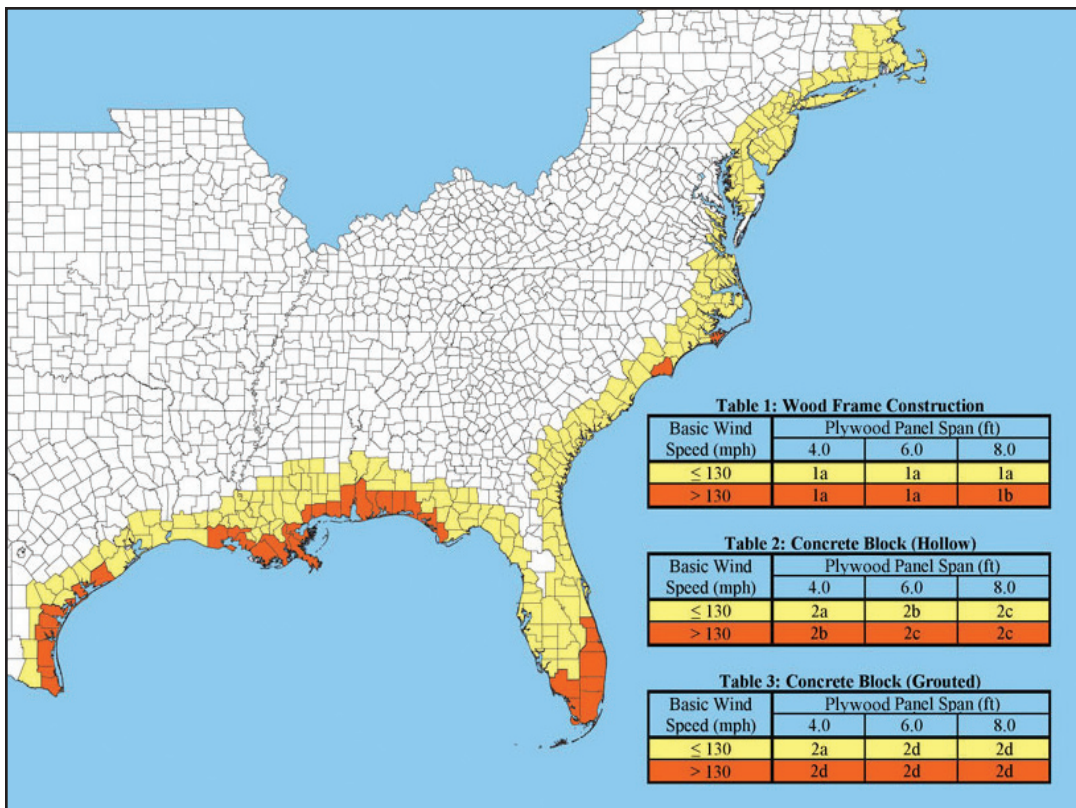 Table 1: Wood Frame Construction
Basic Wind Speed (mph) Plywood Panel Span (ft)
4.0 6.0 8.0
≤ 130 1a 1a 1a
> 130 1a 1a 1b
Table 2: Concrete Block (Hollow)
Basic Wind Speed (mph) Plywood Panel Span (ft)
4.0 6.0 8.0
≤ 130 2a 2b 2c
> 130 2b 2c 2c
Table 3: Concrete Block (Grouted)
Basic Wind Speed (mph) Plywood Panel Span (ft)
4.0 6.0 8.0
≤ 130 2a 2d 2d
> 130 2d 2d 2d